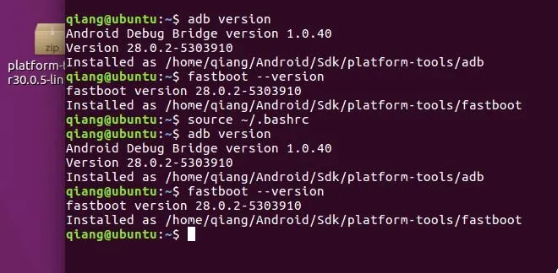 zip
platform-t
r30.0.5-lin
qiang@ubuntu:~$ adb version
Android Debug Bridge version 1.0.40
Version 28.0.2-5303910
Installed as /home/qiang/Android/Sdk/platform-tools/adb
qiang@ubuntu:~$ fastboot --version
fastboot version 28.0.2-5303910
Installed as /home/qiang/Android/Sdk/platform-tools/fastboot
qiang@ubuntu:~$ source ~/.bashrc
qiang@ubuntu:~$ adb version
Android Debug Bridge version 1.0.40
Version 28.0.2-5303910
Installed as /home/qiang/Android/Sdk/platform-tools/adb
qiang@ubuntu:~$ fastboot --version
fastboot version 28.0.2-5303910
Installed as /home/qiang/Android/Sdk/platform-tools/fastboot
qiang@ubuntu:~$